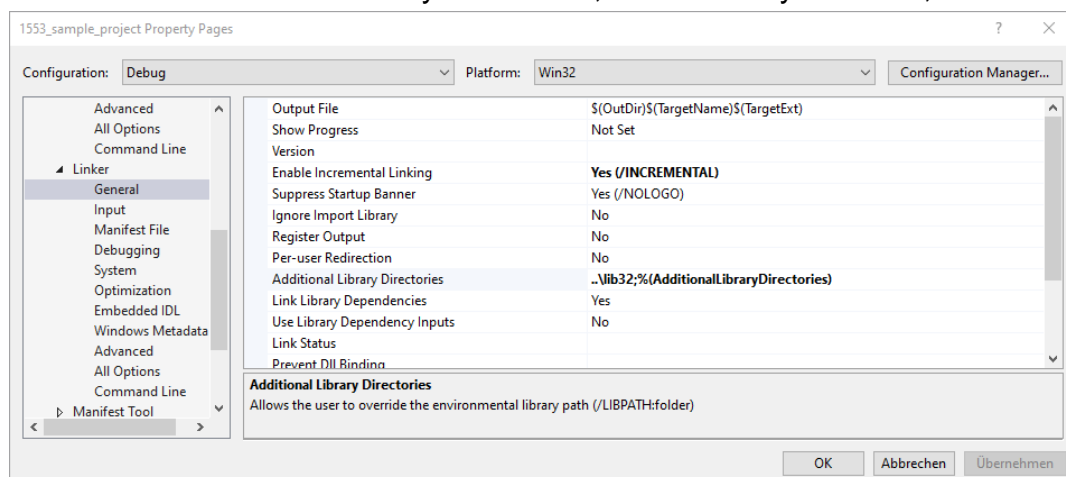 1553_sample_project Property Pages ? ×
Configuration: Debug Platform: Win32 Configuration Manager...
Advanced
All Options
Command Line
Linker
General
Input
Manifest File
Debugging
System
Optimization
Embedded IDL
Windows Metadata
Advanced
All Options
Command Line
Manifest Tool
Output File $(OutDir)$(TargetName)$(TargetExt)
Show Progress Not Set
Version
Enable Incremental Linking Yes (/INCREMENTAL)
Suppress Startup Banner Yes (/NOLOGO)
Ignore Import Library No
Register Output No
Per-user Redirection No
Additional Library Directories ..\lib32;%(AdditionalLibraryDirectories)
Link Library Dependencies Yes
Use Library Dependency Inputs No
Link Status
Prevent Dll Binding
Additional Library Directories
Allows the user to override the environmental library path (/LIBPATH:folder)
OK Abbrechen Übernehmen